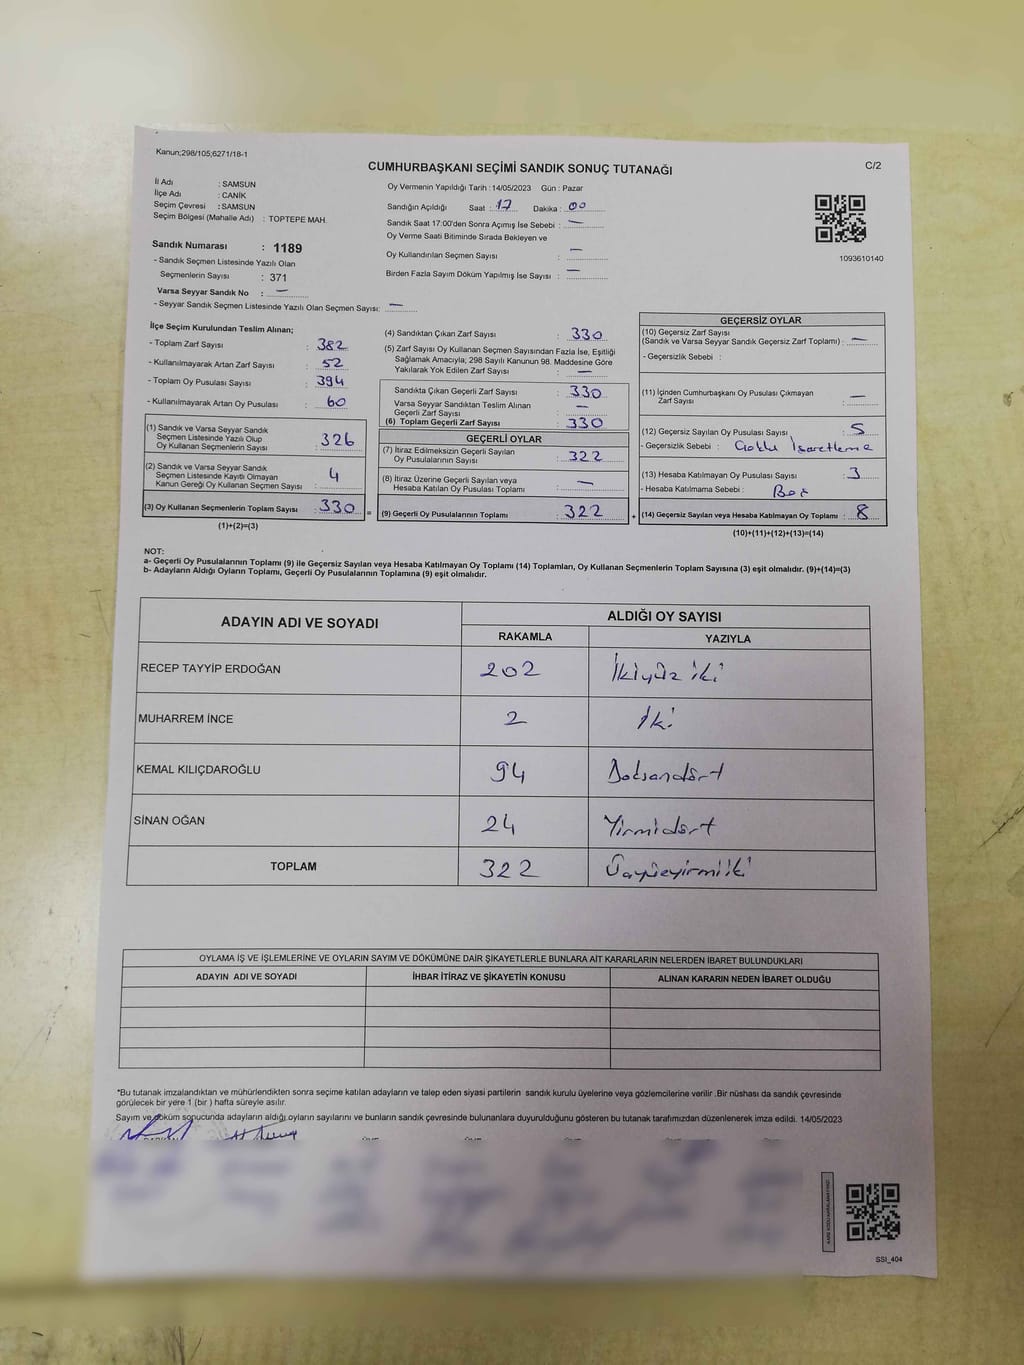 Kanun;298/105;6271/18-1
CUMHURBAŞKANI SEÇİMİ SANDIK SONUÇ TUTANAĞI
C/2
İl Adı : SAMSUN
İlçe Adı : CANİK
Seçim Çevresi : SAMSUN
Seçim Bölgesi (Mahalle Adı) : TOPTEPE MAH.
Sandık Numarası : 1189
- Sandık Seçmen Listesinde Yazılı Olan
Seçmenlerin Sayısı : 371
Varsa Seyyar Sandık No : —
- Seyyar Sandık Seçmen Listesinde Yazılı Olan Seçmen Sayısı: —
Oy Vermenin Yapıldığı Tarih : 14/05/2023 Gün : Pazar
Sandığın Açıldığı Saat : 17 Dakika : 00
Sandık Saat 17:00'den Sonra Açımış İse Sebebi : —
Oy Verme Saati Bitiminde Sırada Bekleyen ve
Oy Kullandırılan Seçmen Sayısı : —
Birden Fazla Sayım Döküm Yapılmış İse Sayısı : —
1093610140
İlçe Seçim Kurulundan Teslim Alınan;
- Toplam Zarf Sayısı : 382
- Kullanılmayarak Artan Zarf Sayısı : 52
- Toplam Oy Pusulası Sayısı : 394
- Kullanılmayarak Artan Oy Pusulası : 60
(1) Sandık ve Varsa Seyyar Sandık
Seçmen Listesinde Yazılı Olup
Oy Kullanan Seçmenlerin Sayısı : 326
(2) Sandık ve Varsa Seyyar Sandık
Seçmen Listesinde Kayıtlı Olmayan
Kanun Gereği Oy Kullanan Seçmen Sayısı : 4
(3) Oy Kullanan Seçmenlerin Toplam Sayısı : 330
(1)+(2)=(3)
(4) Sandıktan Çıkan Zarf Sayısı : 330
(5) Zarf Sayısı Oy Kullanan Seçmen Sayısından Fazla İse, Eşitliği
Sağlamak Amacıyla; 298 Sayılı Kanunun 98. Maddesine Göre
Yakılarak Yok Edilen Zarf Sayısı : —
Sandıkta Çıkan Geçerli Zarf Sayısı : 330
Varsa Seyyar Sandıktan Teslim Alınan
Geçerli Zarf Sayısı : —
(6) Toplam Geçerli Zarf Sayısı : 330
GEÇERLİ OYLAR
(7) İtiraz Edilmeksizin Geçerli Sayılan
Oy Pusulalarının Sayısı : 322
(8) İtiraz Üzerine Geçerli Sayılan veya
Hesaba Katılan Oy Pusulası Toplamı : —
= (9) Geçerli Oy Pusulalarının Toplamı : 322
GEÇERSİZ OYLAR
(10) Geçersiz Zarf Sayısı
(Sandık ve Varsa Seyyar Sandık Geçersiz Zarf Toplamı) : —
- Geçersizlik Sebebi :
(11) İçinden Cumhurbaşkanı Oy Pusulası Çıkmayan
Zarf Sayısı : —
(12) Geçersiz Sayılan Oy Pusulası Sayısı : 5
- Geçersizlik Sebebi : Çoklu İşaretleme
(13) Hesaba Katılmayan Oy Pusulası Sayısı : 3
- Hesaba Katılmama Sebebi : Boş
+ (14) Geçersiz Sayılan veya Hesaba Katılmayan Oy Toplamı : 8
(10)+(11)+(12)+(13)=(14)
NOT:
a- Geçerli Oy Pusulalarının Toplamı (9) ile Geçersiz Sayılan veya Hesaba Katılmayan Oy Toplamı (14) Toplamları, Oy Kullanan Seçmenlerin Toplam Sayısına (3) eşit olmalıdır. (9)+(14)=(3)
b- Adayların Aldığı Oyların Toplamı, Geçerli Oy Pusulalarının Toplamına (9) eşit olmalıdır.
ADAYIN ADI VE SOYADI
ALDIĞI OY SAYISI
RAKAMLA YAZIYLA
RECEP TAYYİP ERDOĞAN 202 İkiyüz iki
MUHARREM İNCE 2 İki
KEMAL KILIÇDAROĞLU 94 Doksandört
SİNAN OĞAN 24 Yirmidört
TOPLAM 322 Üçyüzyirmiiki
OYLAMA İŞ VE İŞLEMLERİNE VE OYLARIN SAYIM VE DÖKÜMÜNE DAİR ŞİKAYETLERLE BUNLARA AİT KARARLARIN NELERDEN İBARET BULUNDUKLARI
ADAYIN ADI VE SOYADI İHBAR İTİRAZ VE ŞİKAYETİN KONUSU ALINAN KARARIN NEDEN İBARET OLDUĞU
*Bu tutanak imzalandıktan ve mühürlendikten sonra seçime katılan adayların ve talep eden siyasi partilerin sandık kurulu üyelerine veya gözlemcilerine verilir .Bir nüshası da sandık çevresinde
görülecek bir yere 1 (bir ) hafta süreyle asılır.
Sayım ve döküm sonucunda adayların aldığı oyların sayılarını ve bunların sandık çevresinde bulunanlara duyurulduğunu gösteren bu tutanak tarafımızdan düzenlenerek imza edildi. 14/05/2023
SSI_404